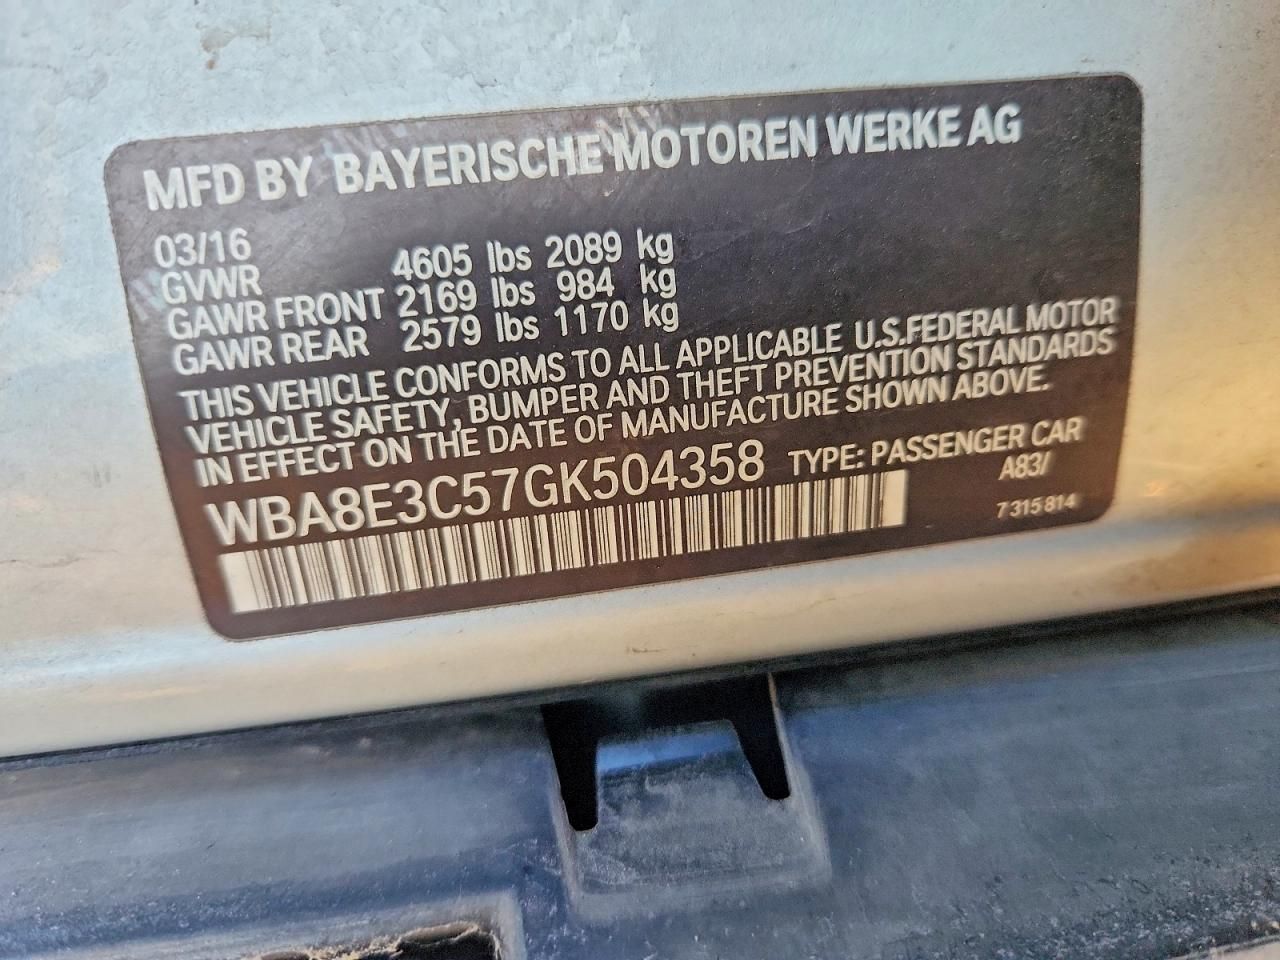 MFD BY BAYERISCHE MOTOREN WERKE AG
03/16
GVWR 4605 lbs 2089 kg
GAWR FRONT 2169 lbs 984 kg
GAWR REAR 2579 lbs 1170 kg
THIS VEHICLE CONFORMS TO ALL APPLICABLE U.S.FEDERAL MOTOR
VEHICLE SAFETY, BUMPER AND THEFT PREVENTION STANDARDS
IN EFFECT ON THE DATE OF MANUFACTURE SHOWN ABOVE.
WBA8E3C57GK504358 TYPE: PASSENGER CAR
A83/
7 315 814